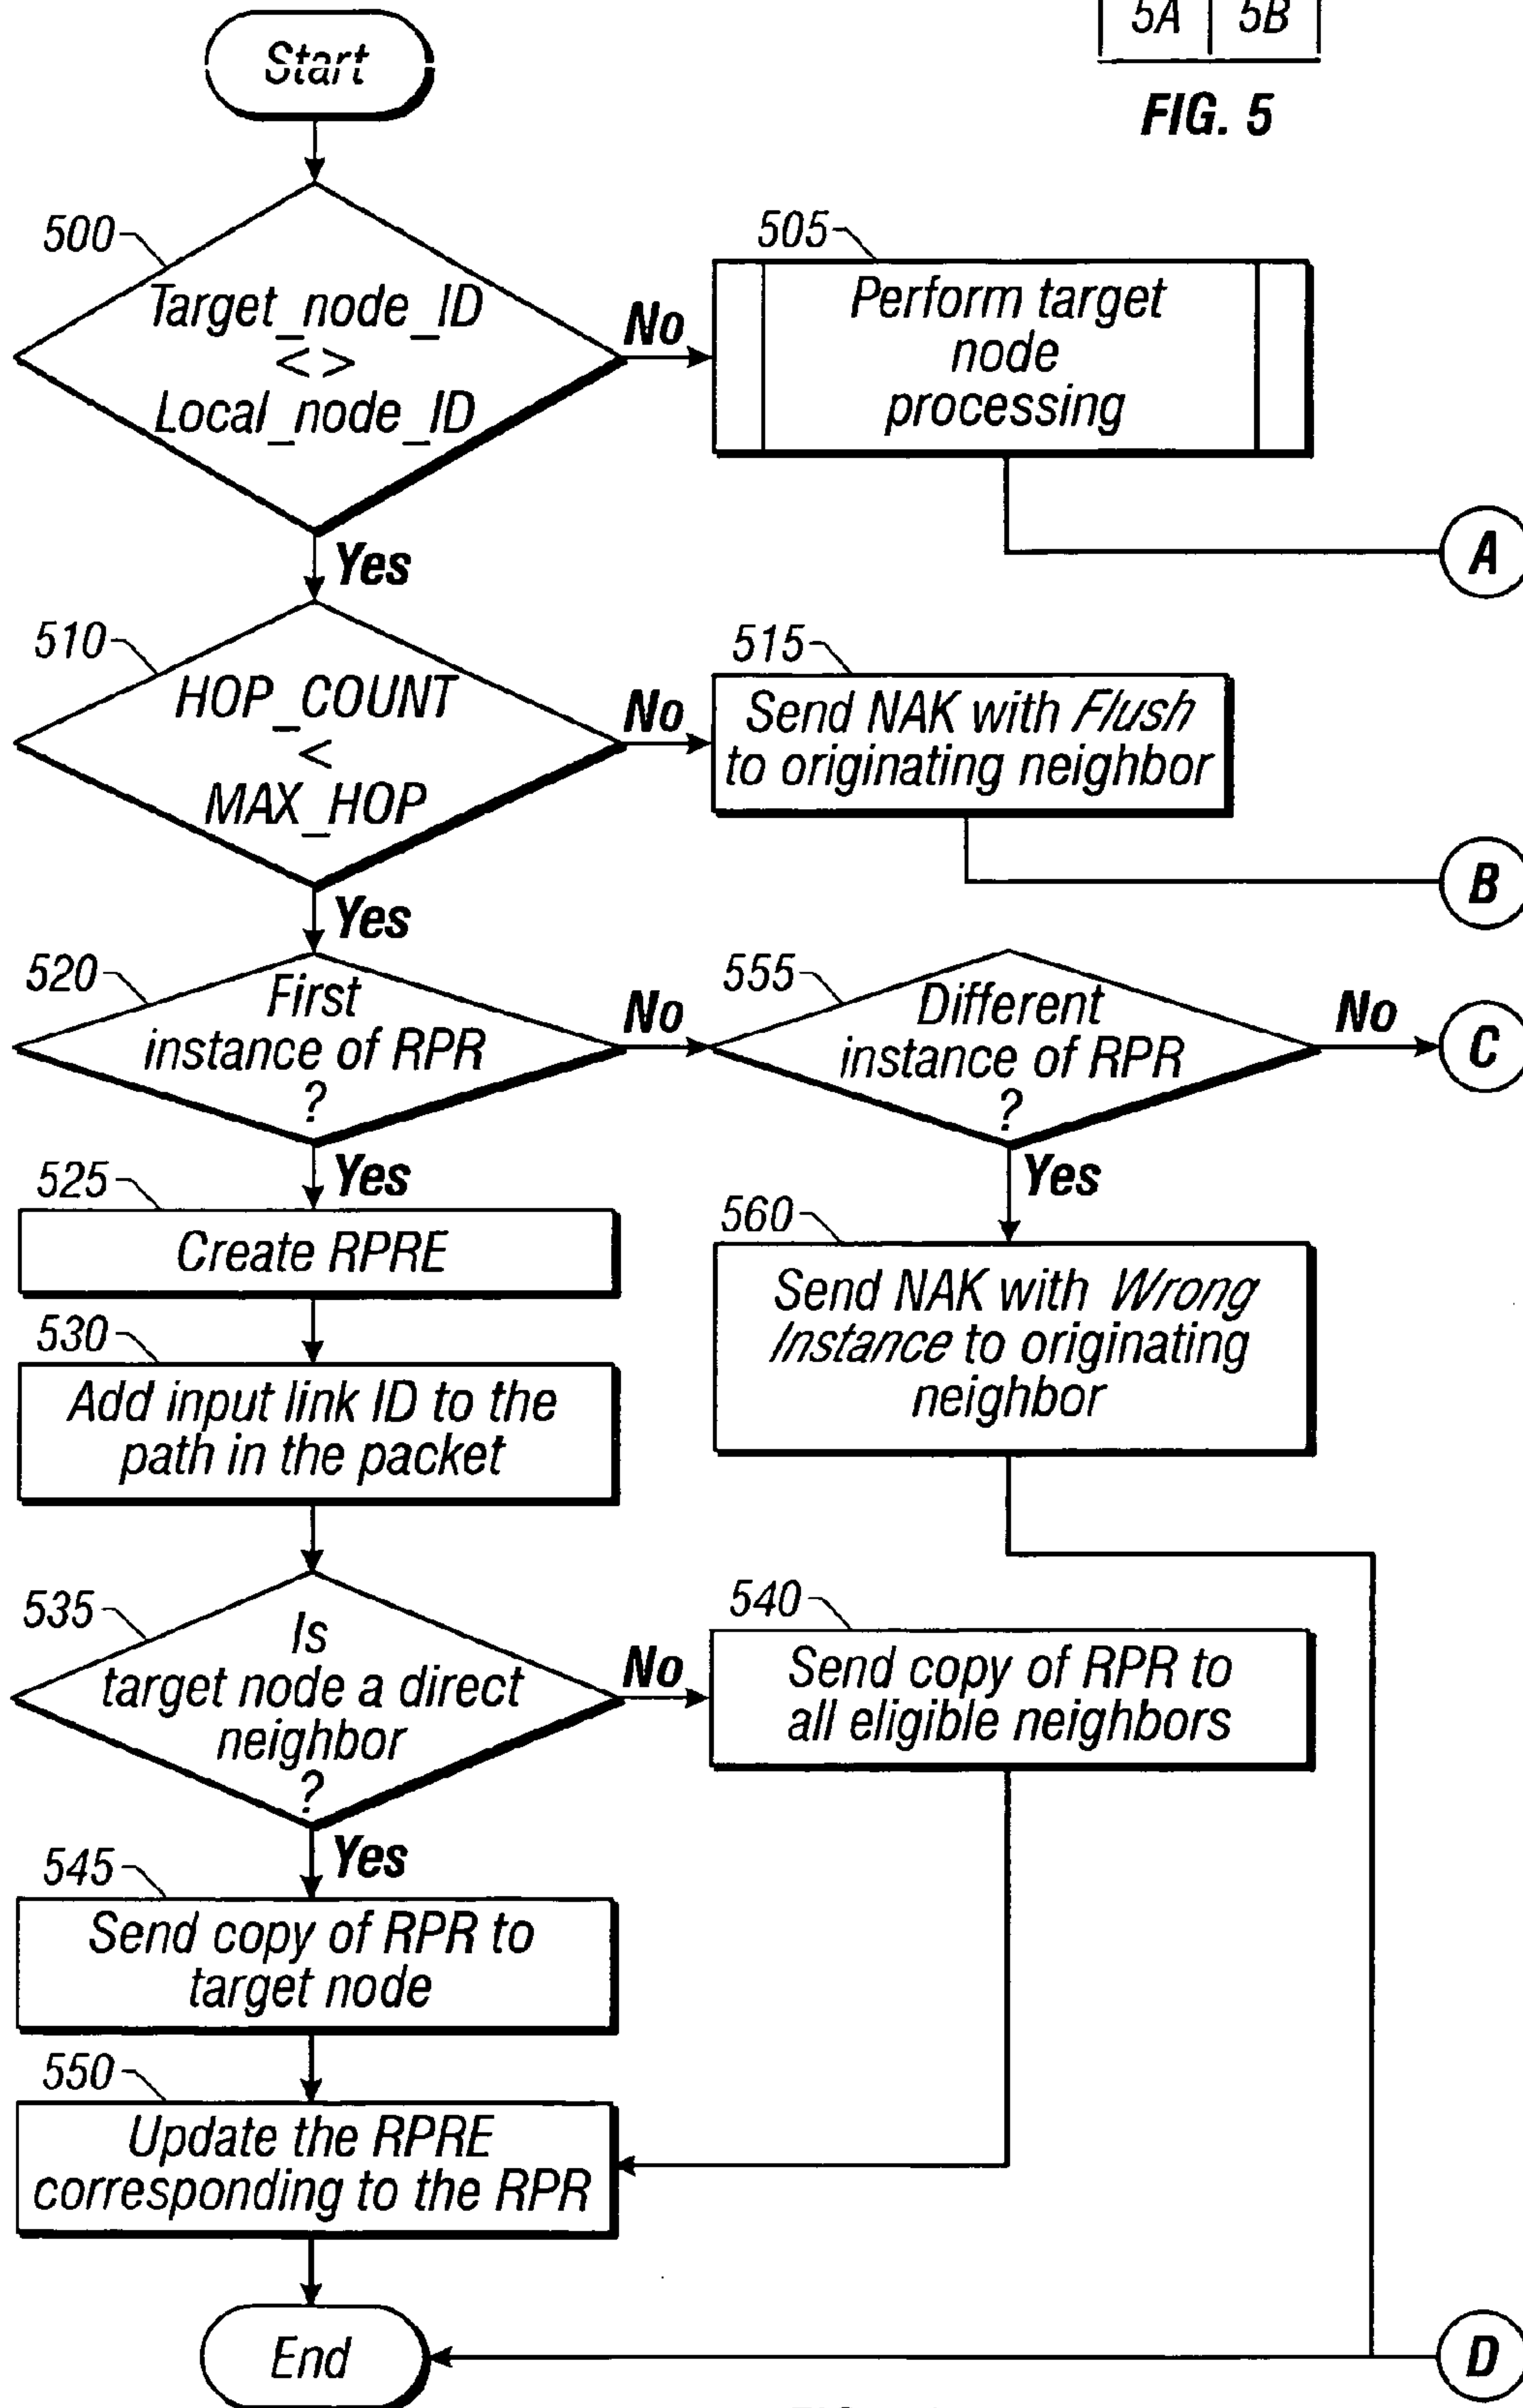 5A 5B
FIG. 5
Start
500
Target_node_ID
<>
Local_node_ID
No
505
Perform target
node
processing
A
Yes
510
HOP_COUNT
<
MAX_HOP
No
515
Send NAK with Flush
to originating neighbor
B
Yes
520
First
instance of RPR
?
No
555
Different
instance of RPR
?
No
C
Yes
525
Create RPRE
Yes
560
Send NAK with Wrong
Instance to originating
neighbor
530
Add input link ID to the
path in the packet
535
Is
target node a direct
neighbor
?
No
540
Send copy of RPR to
all eligible neighbors
Yes
545
Send copy of RPR to
target node
550
Update the RPRE
corresponding to the RPR
End
D